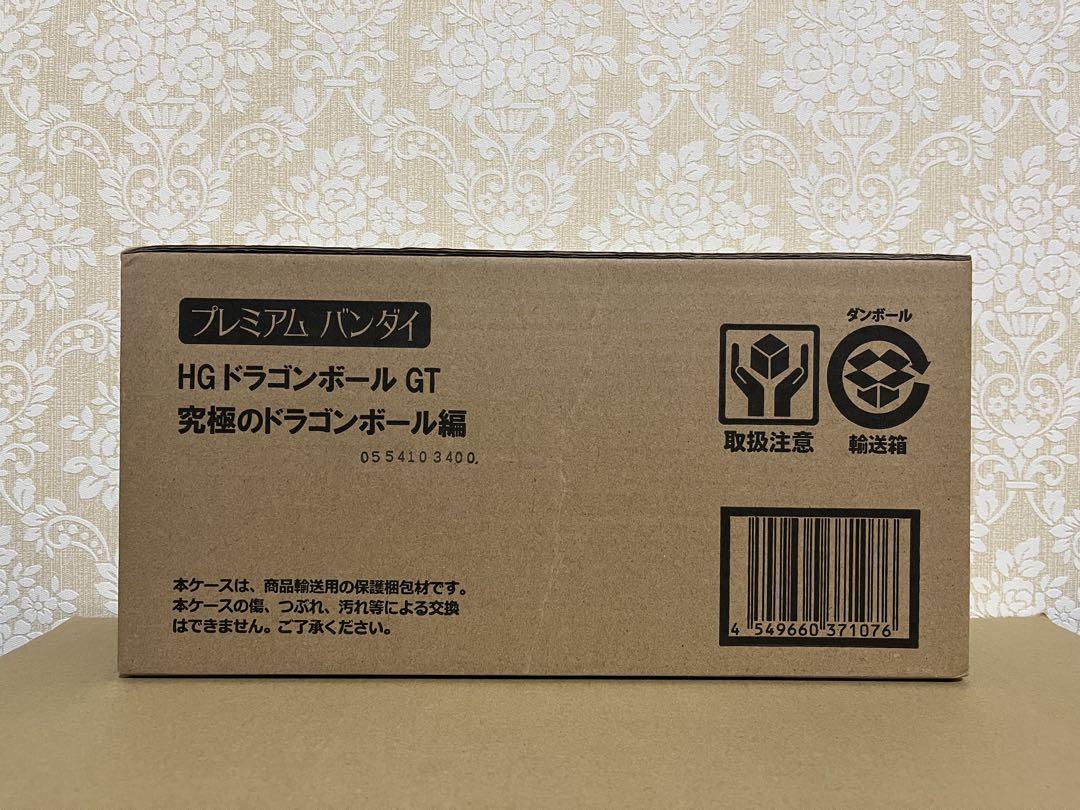 プレミアム バンダイ
HGドラゴンボール GT
究極のドラゴンボール編
0554103400.
本ケースは、商品輸送用の保護梱包材です。
本ケースの傷、つぶれ、汚れ等による交換
はできません。ご了承ください。
取扱注意
ダンボール
輸送箱
4 549660 371076